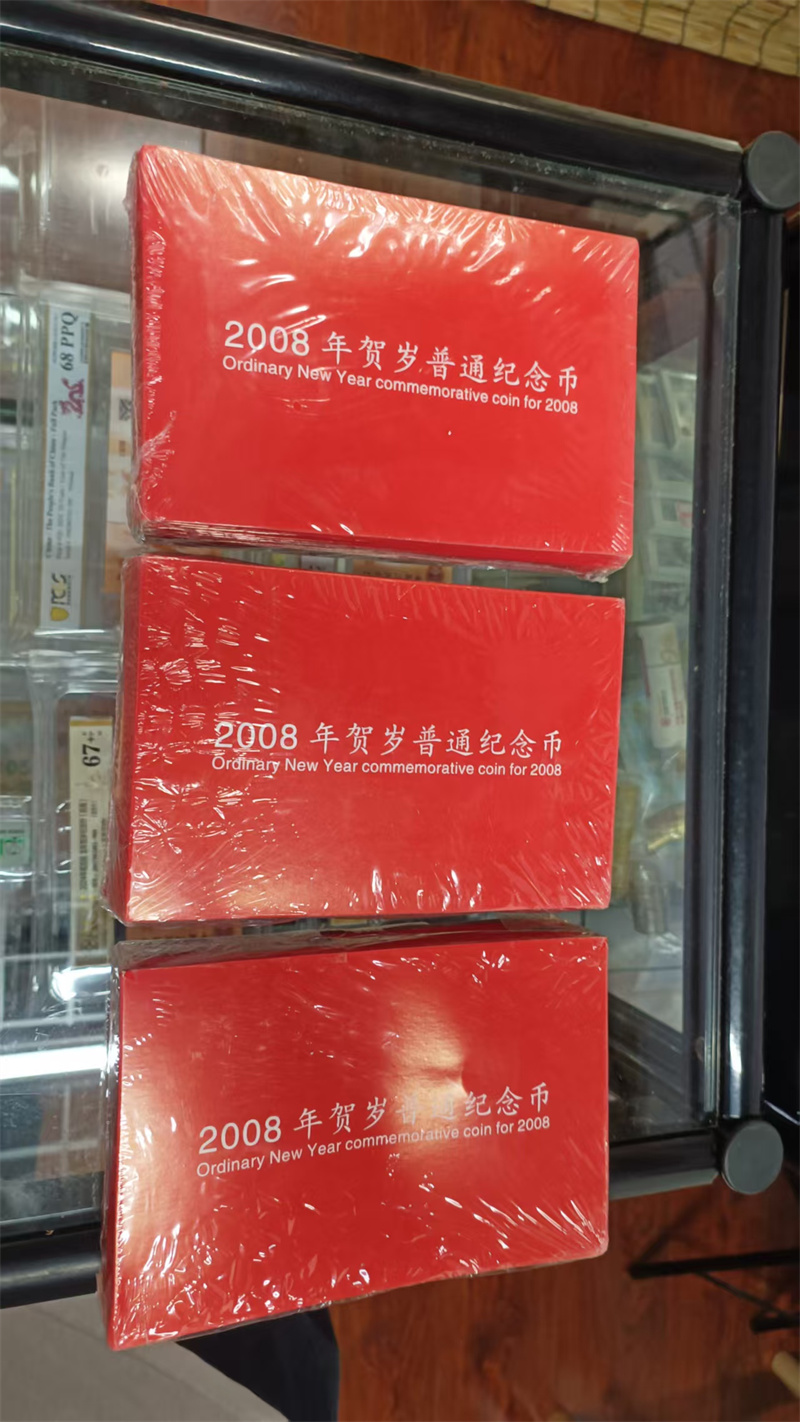 2008 年贺岁普通纪念币
Ordinary New Year commemorative coin for 2008
2008 年贺岁普通纪念币
Ordinary New Year commemorative coin for 2008
2008 年贺岁普通纪念币
Ordinary New Year commemorative coin for 2008
68 PPQ
67